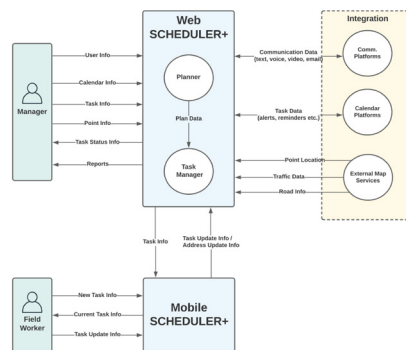 Web
SCHEDULER+
Integration
User Info
Calendar Info
Task Info
Point Info
Task Status Info
Reports
Manager
Planner
Plan Data
Task
Manager
Communication Data
(text, voice, video, email)
Comm.
Platforms
Task Data
(alerts, reminders etc.)
Calendar
Platforms
Point Location
Traffic Data
Road Info
External Map
Services
Task Info
Task Update Info /
Address Update Info
New Task Info
Current Task Info
Task Update Info
Field
Worker
Mobile
SCHEDULER+